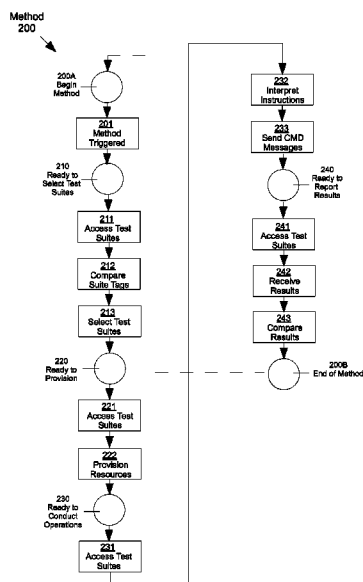 Method
200
200A
Begin
Method
201
Method
Triggered
210
Ready to
Select Test
Suites
211
Access Test
Suites
212
Compare
Suite Tags
213
Select Test
Suites
220
Ready to
Provision
221
Access Test
Suites
222
Provision
Resources
230
Ready to
Conduct
Operations
231
Access Test
Suites
232
Interpret
Instructions
233
Send CMD
Messages
240
Ready to
Report
Results
241
Access Test
Suites
242
Receive
Results
243
Compare
Results
200B
End of Method